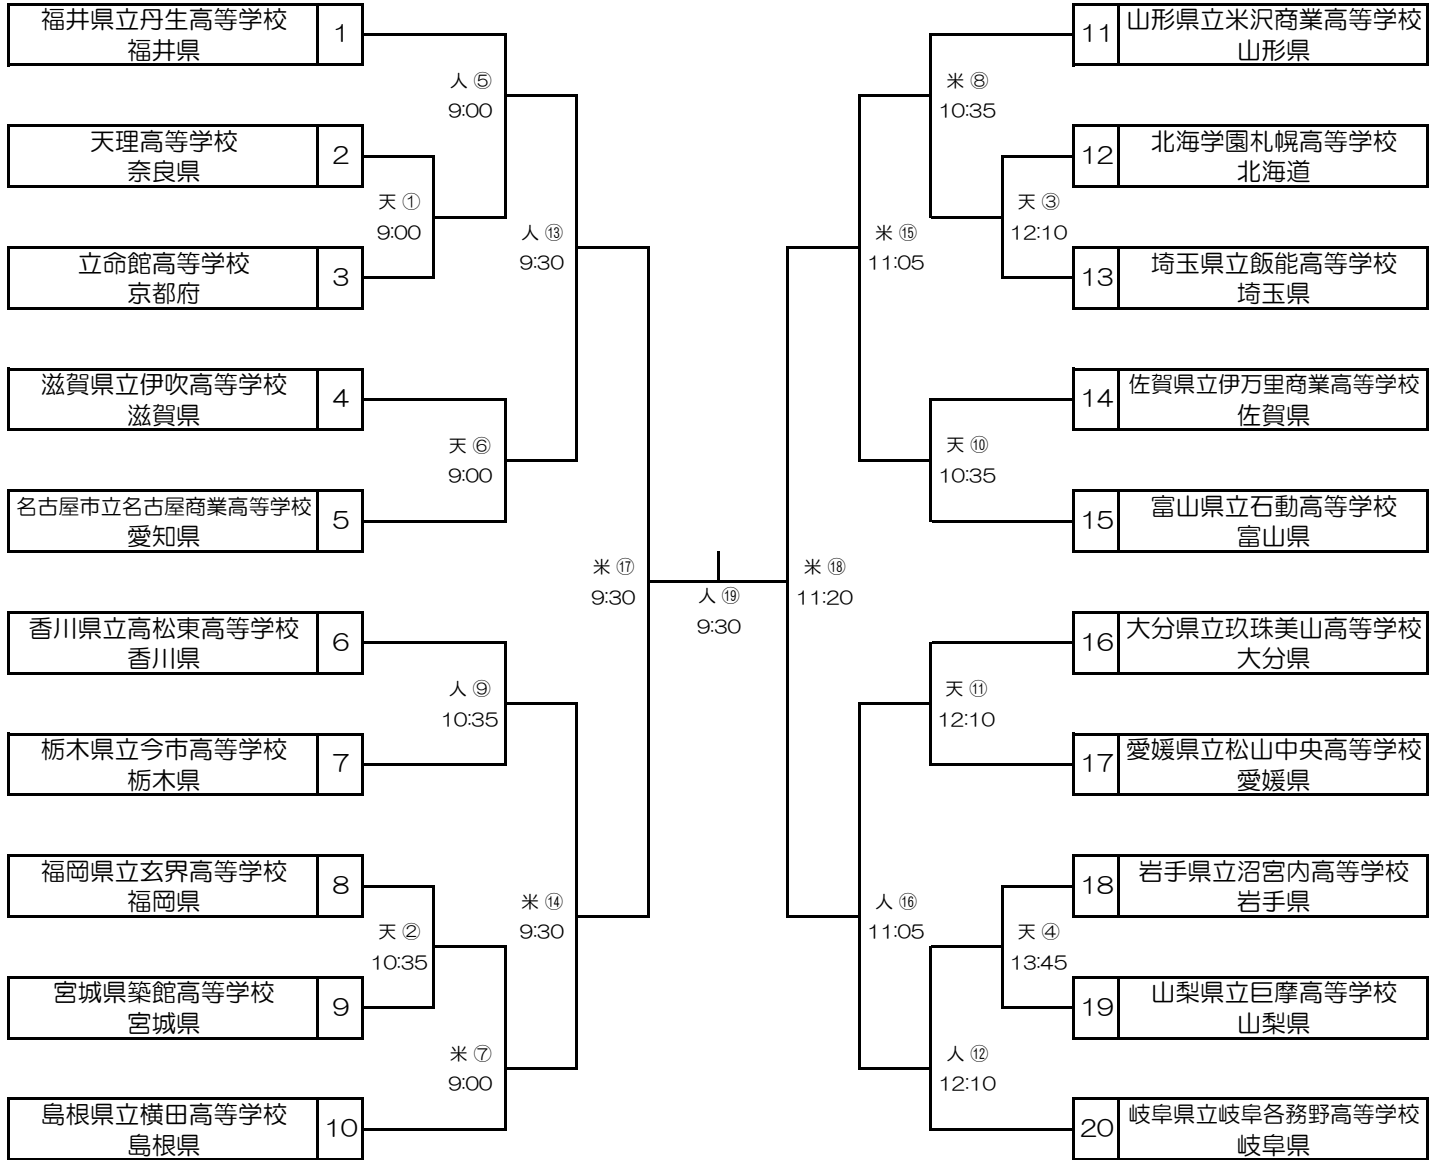 福井県立丹生高等学校
福井県
1
天理高等学校
奈良県
2
立命館高等学校
京都府
3
滋賀県立伊吹高等学校
滋賀県
4
名古屋市立名古屋商業高等学校
愛知県
5
香川県立高松東高等学校
香川県
6
栃木県立今市高等学校
栃木県
7
福岡県立玄界高等学校
福岡県
8
宮城県築館高等学校
宮城県
9
島根県立横田高等学校
島根県
10
天 ①
9:00
天 ②
10:35
人 ⑤
9:00
天 ⑥
9:00
人 ⑨
10:35
米 ⑦
9:00
人 ⑬
9:30
米 ⑭
9:30
米 ⑰
9:30
人 ⑲
9:30
米 ⑱
11:20
米 ⑮
11:05
人 ⑯
11:05
米 ⑧
10:35
天 ⑩
10:35
天 ⑪
12:10
人 ⑫
12:10
天 ③
12:10
天 ④
13:45
11
山形県立米沢商業高等学校
山形県
12
北海学園札幌高等学校
北海道
13
埼玉県立飯能高等学校
埼玉県
14
佐賀県立伊万里商業高等学校
佐賀県
15
富山県立石動高等学校
富山県
16
大分県立玖珠美山高等学校
大分県
17
愛媛県立松山中央高等学校
愛媛県
18
岩手県立沼宮内高等学校
岩手県
19
山梨県立巨摩高等学校
山梨県
20
岐阜県立岐阜各務野高等学校
岐阜県